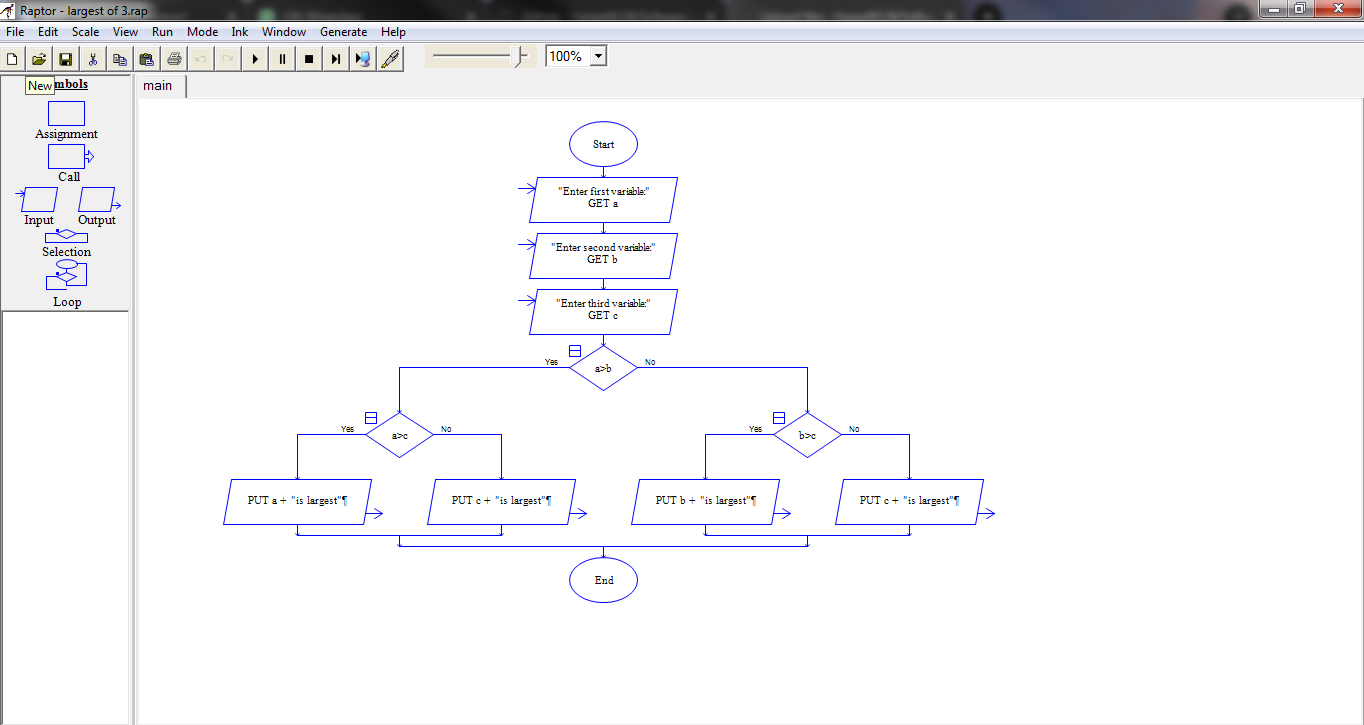 Raptor - largest of 3.rap
File Edit Scale View Run Mode Ink Window Generate Help
100%
New
mbols
main
Assignment
Call
Input Output
Selection
Loop
Start
"Enter first variable:"
GET a
"Enter second variable:"
GET b
"Enter third variable:"
GET c
Yes a>b No
Yes a>c No
Yes b>c No
PUT a + "is largest"¶
PUT c + "is largest"¶
PUT b + "is largest"¶
PUT c + "is largest"¶
End